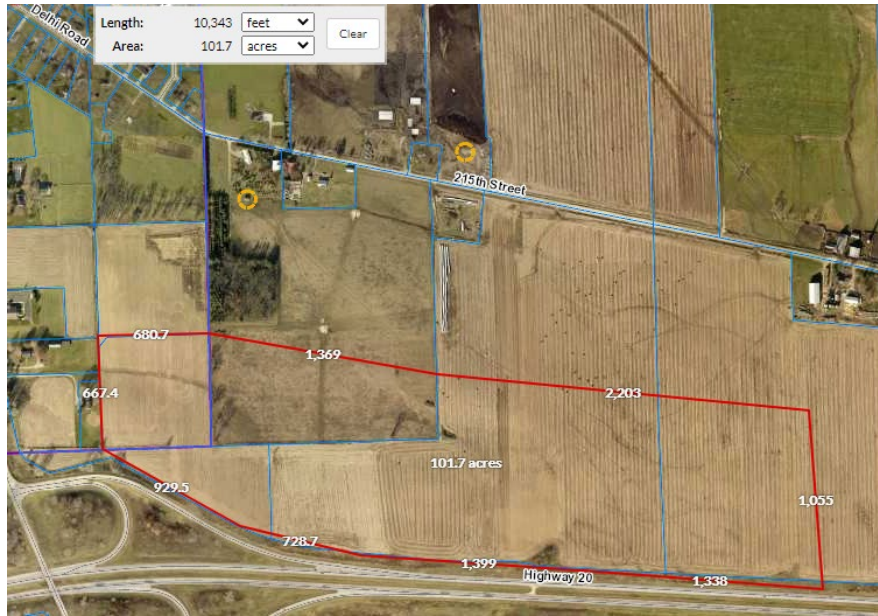 Length: 10,343 feet
Area: 101.7 acres
Clear
Delhi Road
215th Street
680.7
1,369
667.4
2,203
101.7 acres
1,055
929.5
728.7
1,399
Highway 20
1,338